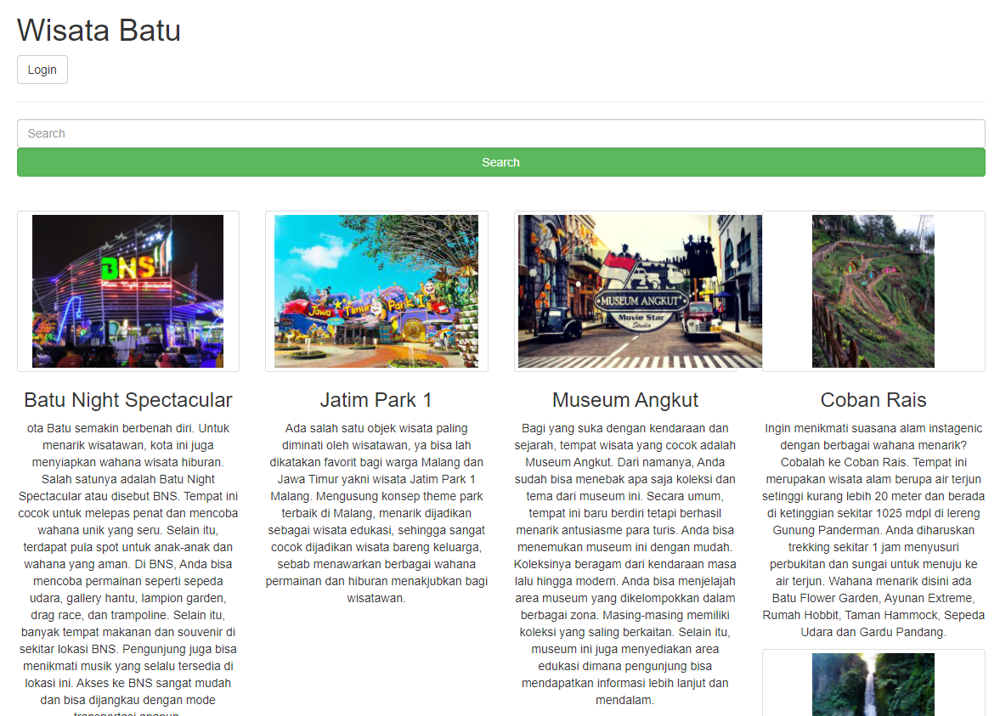 Wisata Batu
Login
Search
Search
BNS
Jawa Timur Park 1
MUSEUM ANGKUT
Movie Star
Studio
Batu Night Spectacular
ota Batu semakin berbenah diri. Untuk
menarik wisatawan, kota ini juga
menyiapkan wahana wisata hiburan.
Salah satunya adalah Batu Night
Spectacular atau disebut BNS. Tempat ini
cocok untuk melepas penat dan mencoba
wahana unik yang seru. Selain itu,
terdapat pula spot untuk anak-anak dan
wahana yang aman. Di BNS, Anda bisa
mencoba permainan seperti sepeda
udara, gallery hantu, lampion garden,
drag race, dan trampoline. Selain itu,
banyak tempat makanan dan souvenir di
sekitar lokasi BNS. Pengunjung juga bisa
menikmati musik yang selalu tersedia di
lokasi ini. Akses ke BNS sangat mudah
dan bisa dijangkau dengan mode
transportasi apapun.
Jatim Park 1
Ada salah satu objek wisata paling
diminati oleh wisatawan, ya bisa lah
dikatakan favorit bagi warga Malang dan
Jawa Timur yakni wisata Jatim Park 1
Malang. Mengusung konsep theme park
terbaik di Malang, menarik dijadikan
sebagai wisata edukasi, sehingga sangat
cocok dijadikan wisata bareng keluarga,
sebab menawarkan berbagai wahana
permainan dan hiburan menakjubkan bagi
wisatawan.
Museum Angkut
Bagi yang suka dengan kendaraan dan
sejarah, tempat wisata yang cocok adalah
Museum Angkut. Dari namanya, Anda
sudah bisa menebak apa saja koleksi dan
tema dari museum ini. Secara umum,
tempat ini baru berdiri tetapi berhasil
menarik antusiasme para turis. Anda bisa
menemukan museum ini dengan mudah.
Koleksinya beragam dari kendaraan masa
lalu hingga modern. Anda bisa menjelajah
area museum yang dikelompokkan dalam
berbagai zona. Masing-masing memiliki
koleksi yang saling berkaitan. Selain itu,
museum ini juga menyediakan area
edukasi dimana pengunjung bisa
mendapatkan informasi lebih lanjut dan
mendalam.
Coban Rais
Ingin menikmati suasana alam instagenic
dengan berbagai wahana menarik?
Cobalah ke Coban Rais. Tempat ini
merupakan wisata alam berupa air terjun
setinggi kurang lebih 20 meter dan berada
di ketinggian sekitar 1025 mdpl di lereng
Gunung Panderman. Anda diharuskan
trekking sekitar 1 jam menyusuri
perbukitan dan sungai untuk menuju ke
air terjun. Wahana menarik disini ada
Batu Flower Garden, Ayunan Extreme,
Rumah Hobbit, Taman Hammock, Sepeda
Udara dan Gardu Pandang.